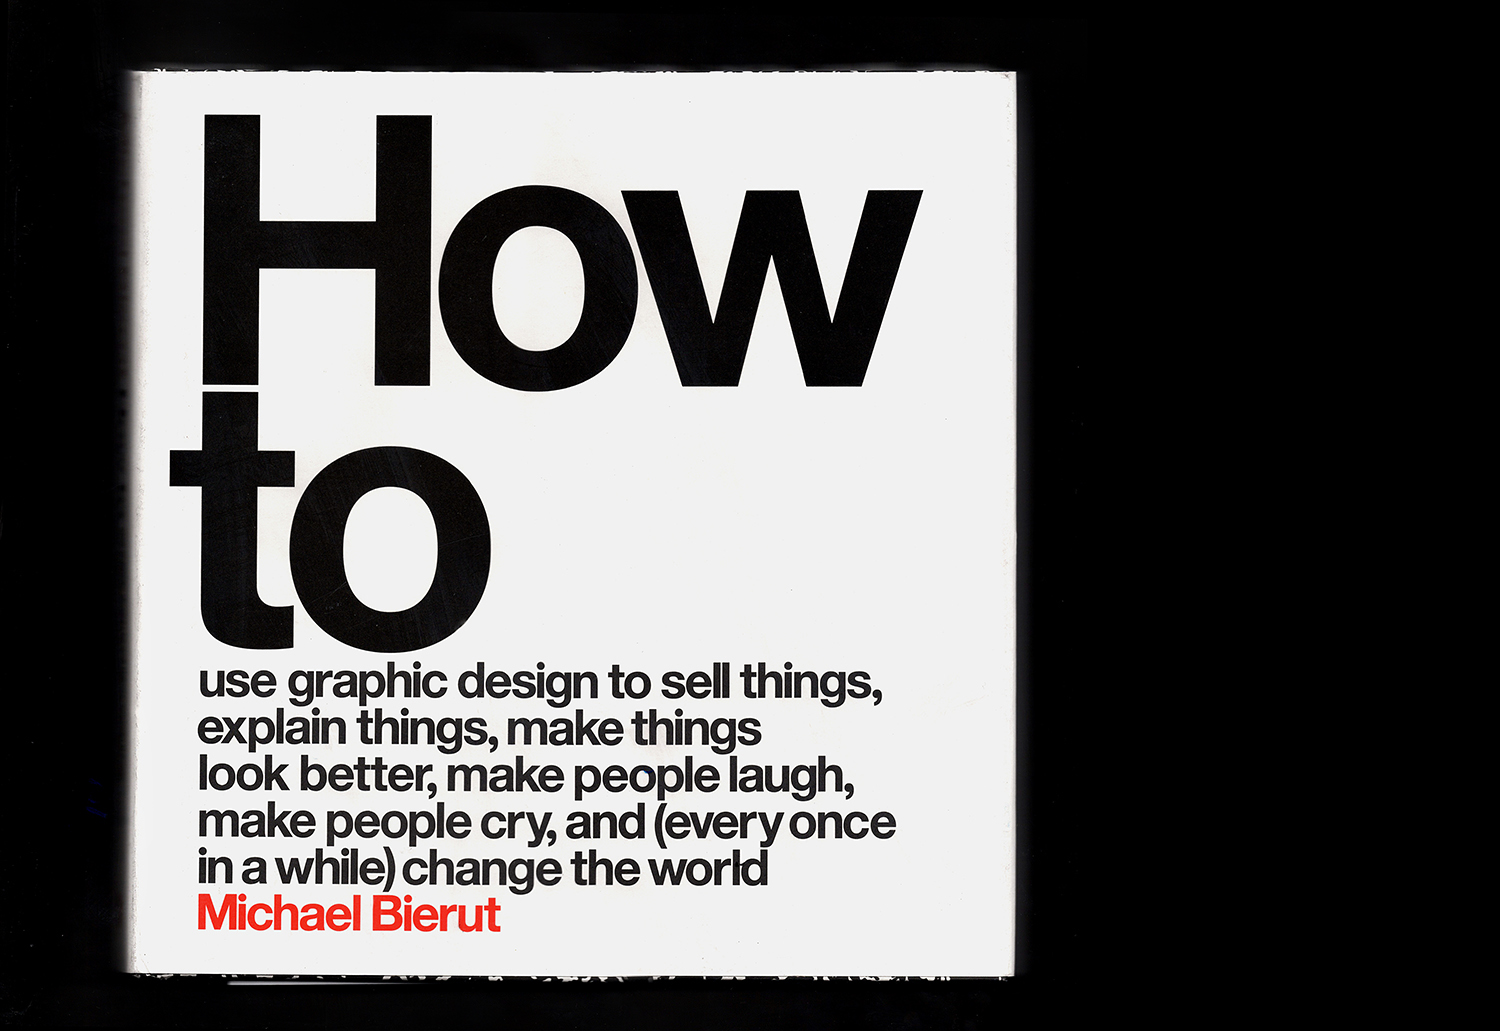 How
to
use graphic design to sell things,
explain things, make things
look better, make people laugh,
make people cry, and (every once
in a while) change the world
Michael Bierut